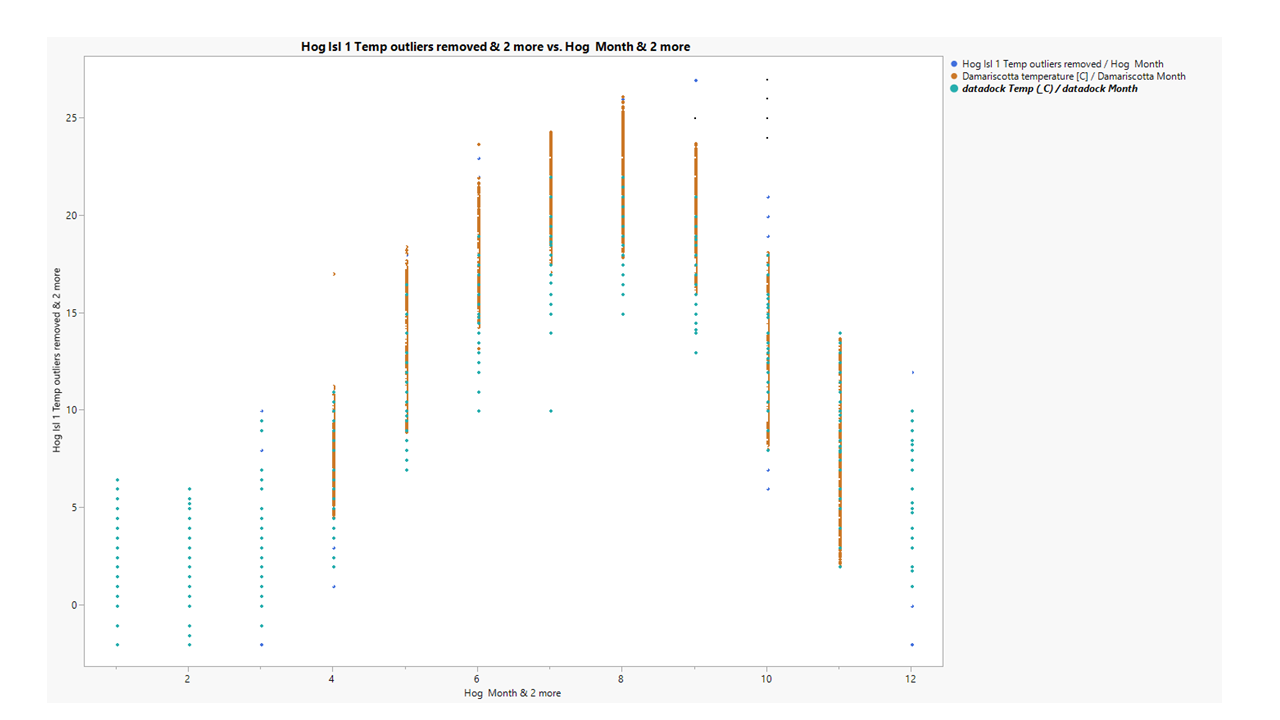 Hog Isl 1 Temp outliers removed & 2 more vs. Hog  Month & 2 more
Hog Isl 1 Temp outliers removed / Hog  Month
Damariscotta temperature [C] / Damariscotta Month
datadock Temp (_C) / datadock Month
Hog Isl 1 Temp outliers removed & 2 more
25
20
15
10
5
0
2
4
6
8
10
12
Hog  Month & 2 more